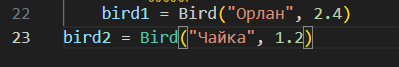 22 bird1 = Bird("Орлан", 2.4)
23 bird2 = Bird("Чайка", 1.2)